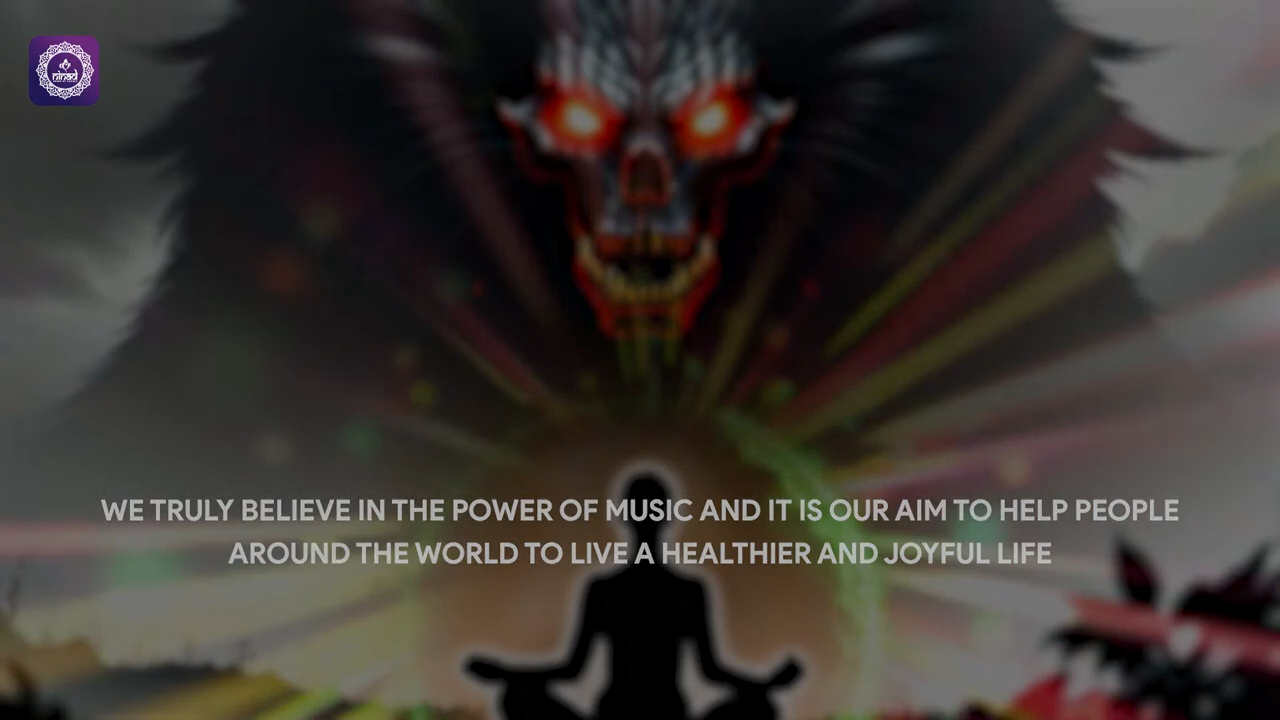 ninad
WE TRULY BELIEVE IN THE POWER OF MUSIC AND IT IS OUR AIM TO HELP PEOPLE
AROUND THE WORLD TO LIVE A HEALTHIER AND JOYFUL LIFE